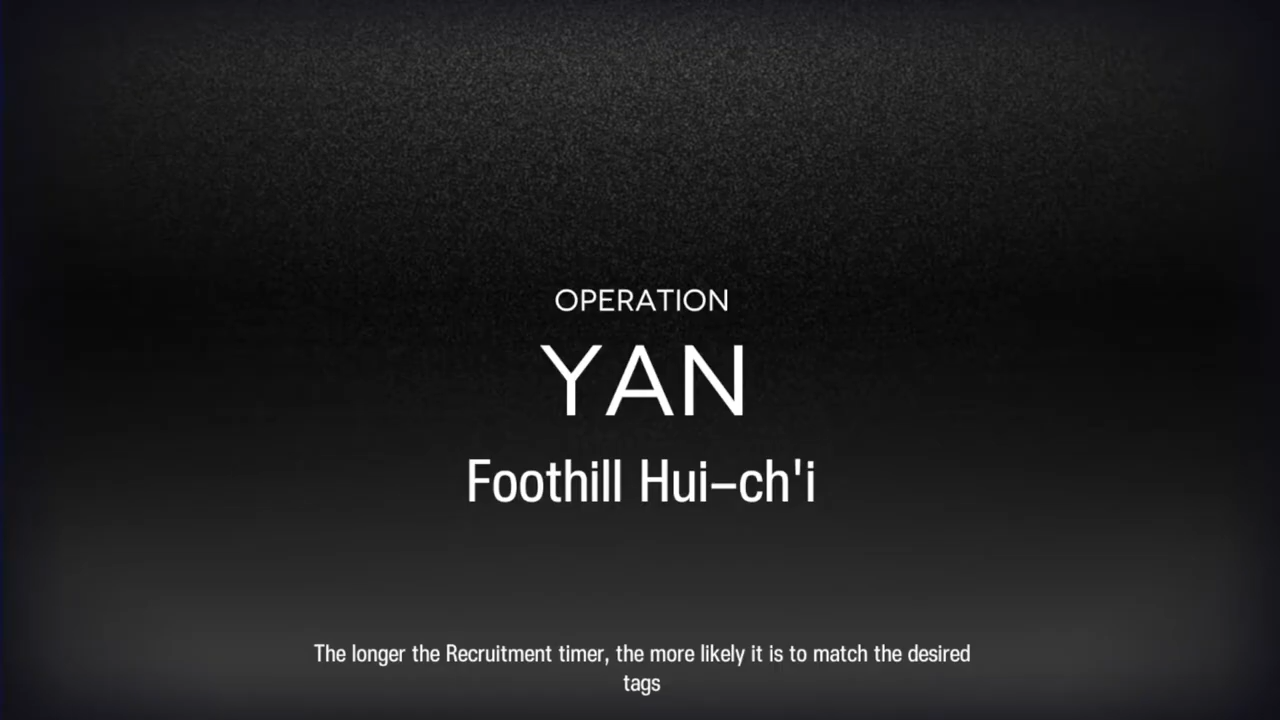 OPERATION
YAN
Foothill Hui-ch'i
The longer the Recruitment timer, the more likely it is to match the desired
tags